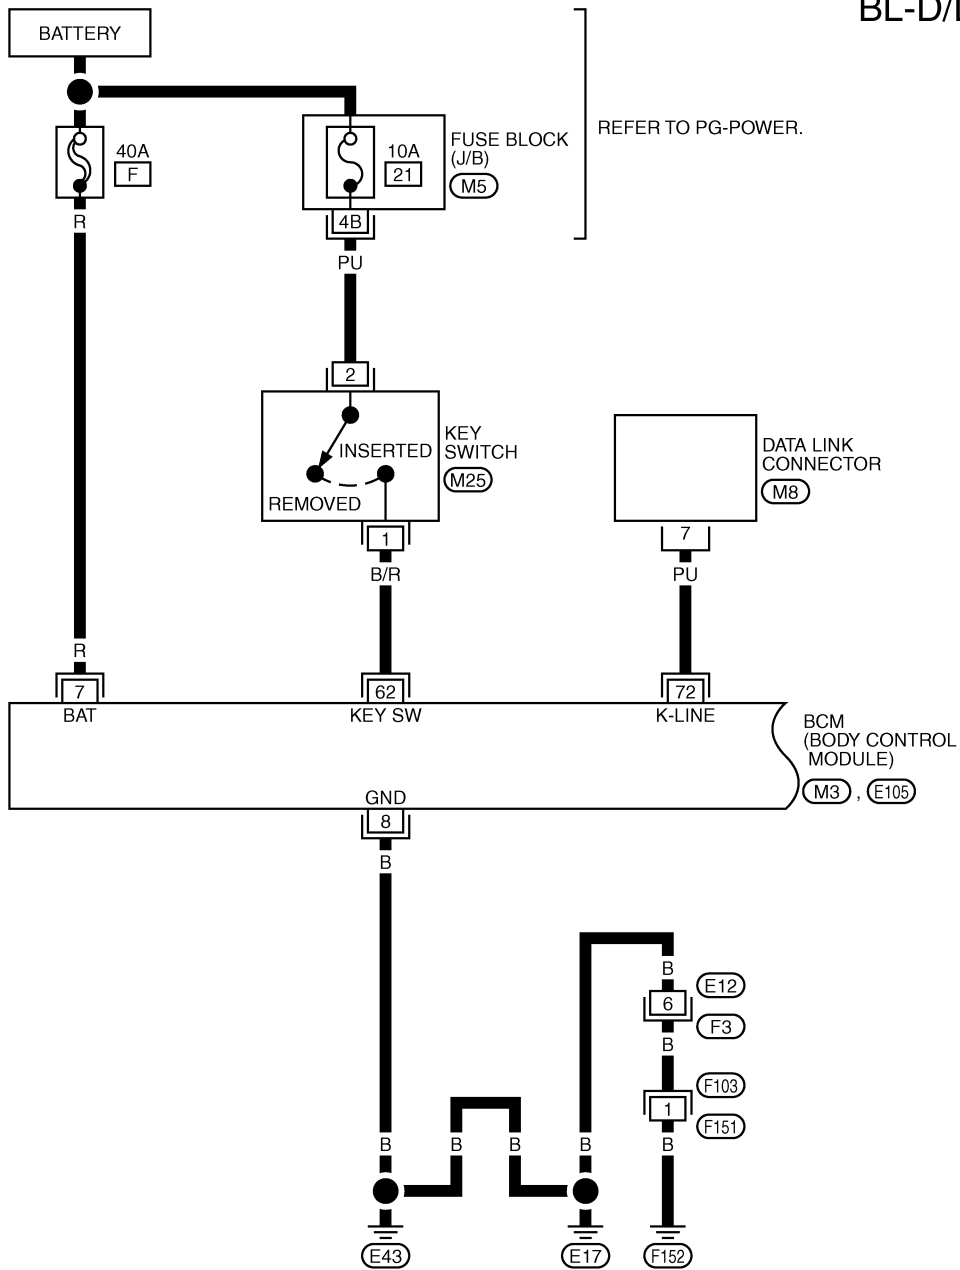 BL-D/
BATTERY
REFER TO PG-POWER.
40A
F
10A
21
FUSE BLOCK
(J/B)
M5
R
4B
PU
2
INSERTED
REMOVED
KEY
SWITCH
M25
DATA LINK
CONNECTOR
M8
1
7
B/R
PU
R
7
62
72
BAT
KEY SW
K-LINE
BCM
(BODY CONTROL
MODULE)
M3 , E105
GND
8
B
B
E12
6
F3
B
F103
1
F151
B
B
B
B
B
E43
E17
F152